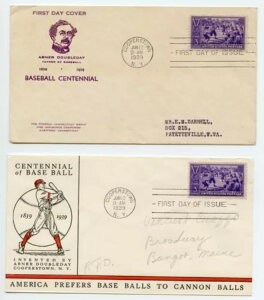 FIRST DAY COVER
ABNER DOUBLEDAY
FATHER OF BASEBALL
1839 1939
BASEBALL CENTENNIAL
COOPERSTOWN
JUN 12
1939
N.Y.
FIRST DAY OF ISSUE
MR.E.M.DARNELL,
BOX 215,
FAYETTEVILLE,W.VA.
CENTENNIAL
of BASE BALL
1839 1939
INVENTED BY
ABNER DOUBLEDAY
COOPERSTOWN, N. Y.
COOPERSTOWN
JUN 12
1939
N.Y.
FIRST DAY OF ISSUE
Broadway
Bangor, Maine
AMERICA PREFERS BASE BALLS TO CANNON BALLS